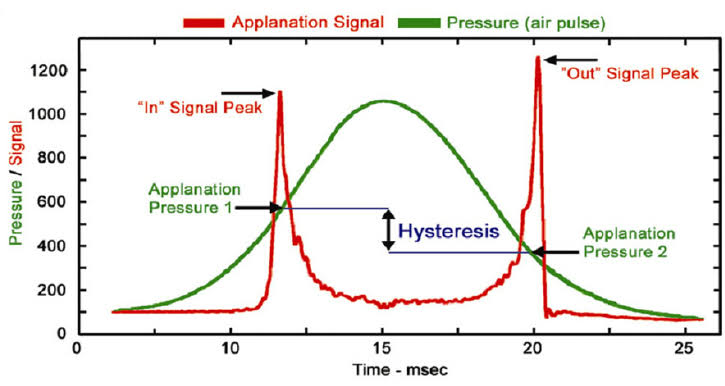 Applanation Signal
Pressure (air pulse)
Pressure / Signal
1200
1000
800
600
400
200
0
"In" Signal Peak
"Out" Signal Peak
Applanation
Pressure 1
Hysteresis
Applanation
Pressure 2
0
10
15
20
25
Time - msec